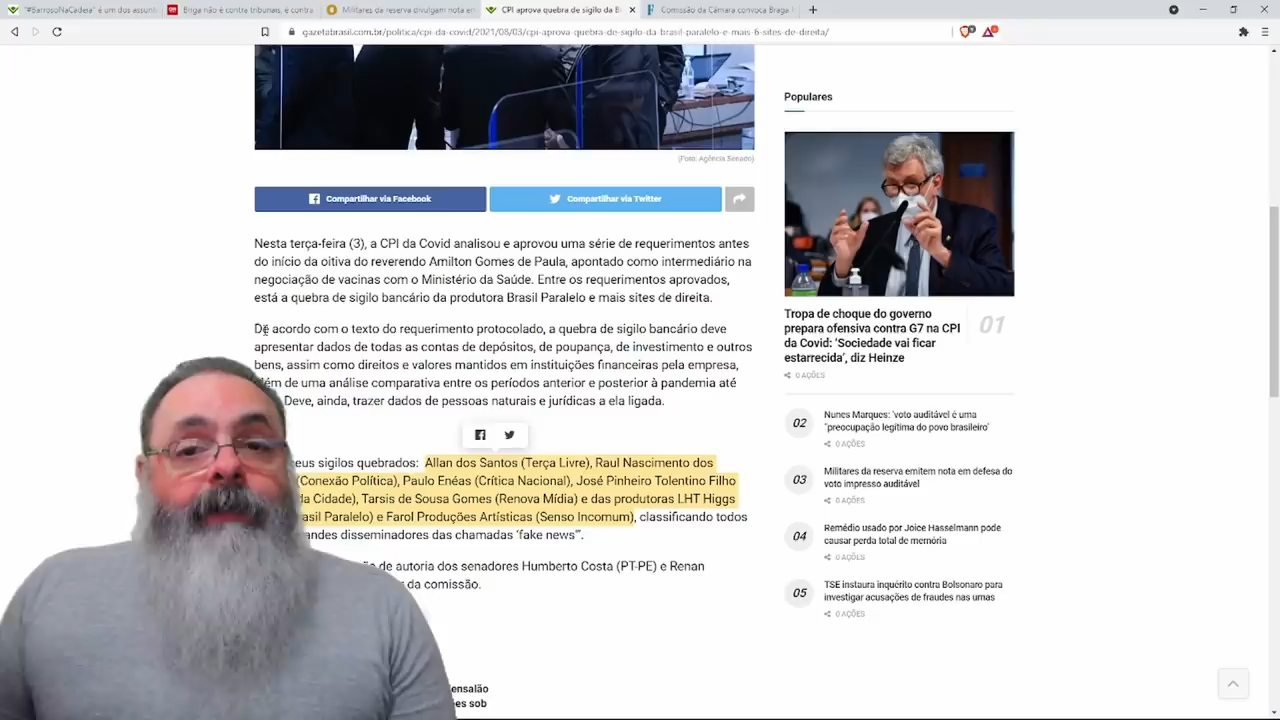 "#BarrosoNaCadeia" é um dos assunt
Briga não é contra tribunais, é contra
Militares da reserva divulgam nota em
CPI aprova quebra de sigilo da B
Comissão da Câmara convoca Braga
gazetabrasil.com.br/politica/cpi-da-covid/2021/08/03/cpi-aprova-quebra-de-sigilo-da-brasil-paralelo-e-mais-6-sites-de-direita/
(Foto: Agência Senado)
Compartilhar via Facebook
Compartilhar via Twitter
Nesta terça-feira (3), a CPI da Covid analisou e aprovou uma série de requerimentos antes
do início da oitiva do reverendo Amilton Gomes de Paula, apontado como intermediário na
negociação de vacinas com o Ministério da Saúde. Entre os requerimentos aprovados,
está a quebra de sigilo bancário da produtora Brasil Paralelo e mais sites de direita.
De acordo com o texto do requerimento protocolado, a quebra de sigilo bancário deve
apresentar dados de todas as contas de depósitos, de poupança, de investimento e outros
bens, assim como direitos e valores mantidos em instituições financeiras pela empresa,
lém de uma análise comparativa entre os períodos anterior e posterior à pandemia até
Deve, ainda, trazer dados de pessoas naturais e jurídicas a ela ligada.
eus sigilos quebrados: Allan dos Santos (Terça Livre), Raul Nascimento dos
(Conexão Política), Paulo Enéas (Crítica Nacional), José Pinheiro Tolentino Filho
da Cidade), Tarsis de Sousa Gomes (Renova Mídia) e das produtoras LHT Higgs
asil Paralelo) e Farol Produções Artísticas (Senso Incomum), classificando todos
andes disseminadores das chamadas 'fake news'".
o de autoria dos senadores Humberto Costa (PT-PE) e Renan
da comissão.
ensalão
ões sob
Populares
Tropa de choque do governo
prepara ofensiva contra G7 na CPI
da Covid: 'Sociedade vai ficar
estarrecida', diz Heinze
01
0 AÇÕES
02
Nunes Marques: 'voto auditável é uma
"preocupação legítima do povo brasileiro'
0 AÇÕES
03
Militares da reserva emitem nota em defesa do
voto impresso auditável
0 AÇÕES
04
Remédio usado por Joice Hasselmann pode
causar perda total de memória
0 AÇÕES
05
TSE instaura inquérito contra Bolsonaro para
investigar acusações de fraudes nas urnas
0 AÇÕES